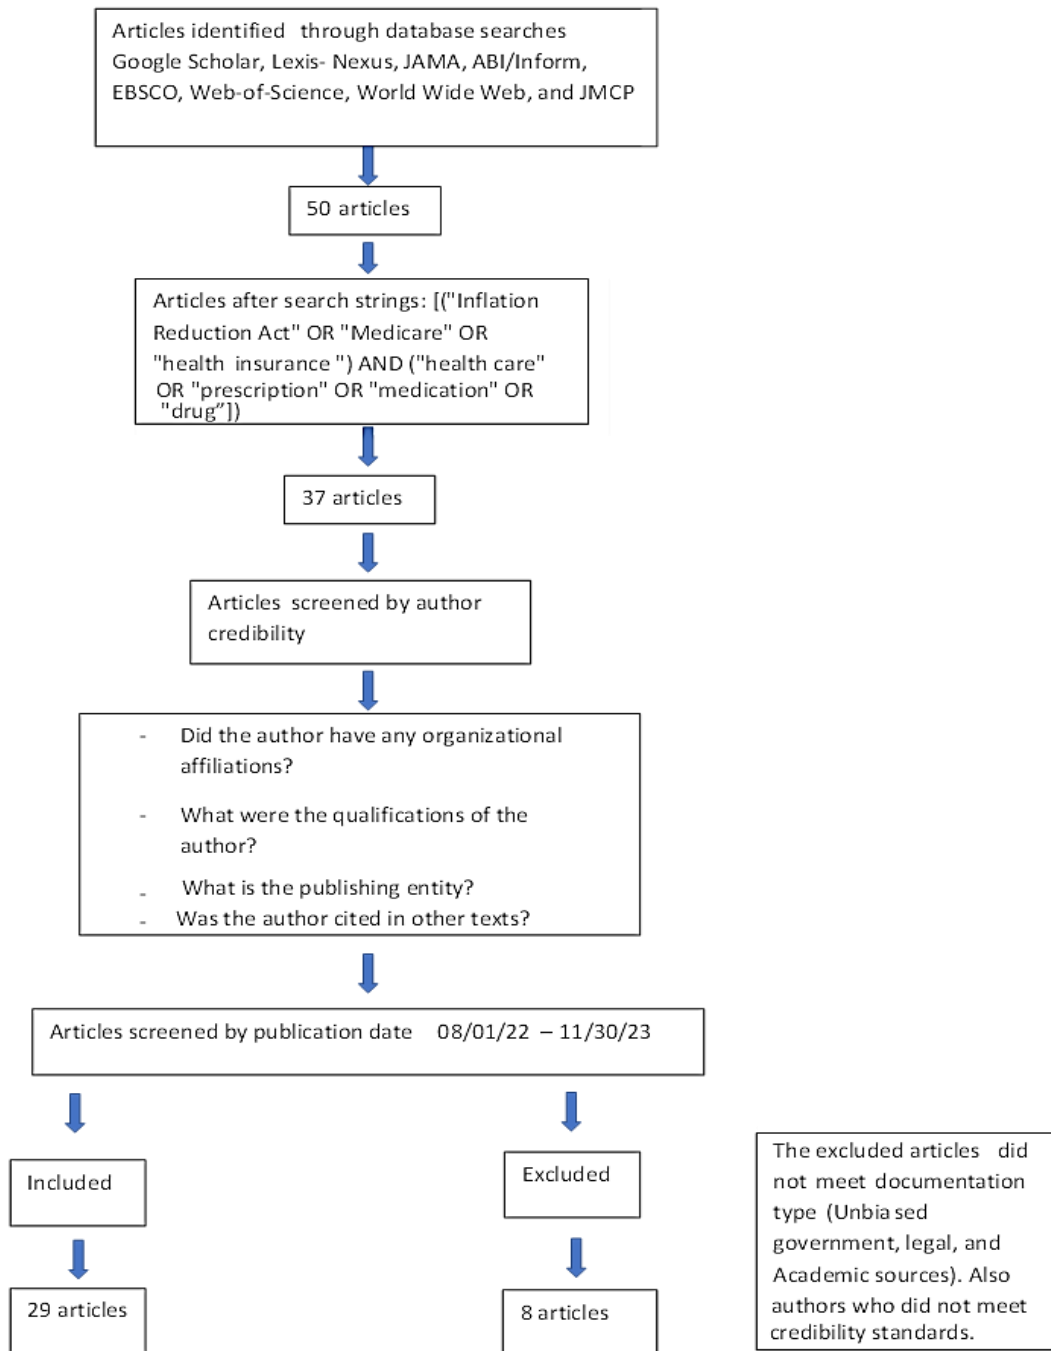 Articles identified through database searches
Google Scholar, Lexis- Nexus, JAMA, ABI/Inform,
EBSCO, Web-of-Science, World Wide Web, and JMCP
50 articles
Articles after search strings: [("Inflation
Reduction Act" OR "Medicare" OR
"health insurance ") AND ("health care"
OR "prescription" OR "medication" OR
"drug”])
37 articles
Articles screened by author
credibility
- Did the author have any organizational
affiliations?
- What were the qualifications of the
author?
- What is the publishing entity?
- Was the author cited in other texts?
Articles screened by publication date 08/01/22 – 11/30/23
Included
Excluded
29 articles
8 articles
The excluded articles did
not meet documentation
type (Unbiased
government, legal, and
Academic sources). Also
authors who did not meet
credibility standards.